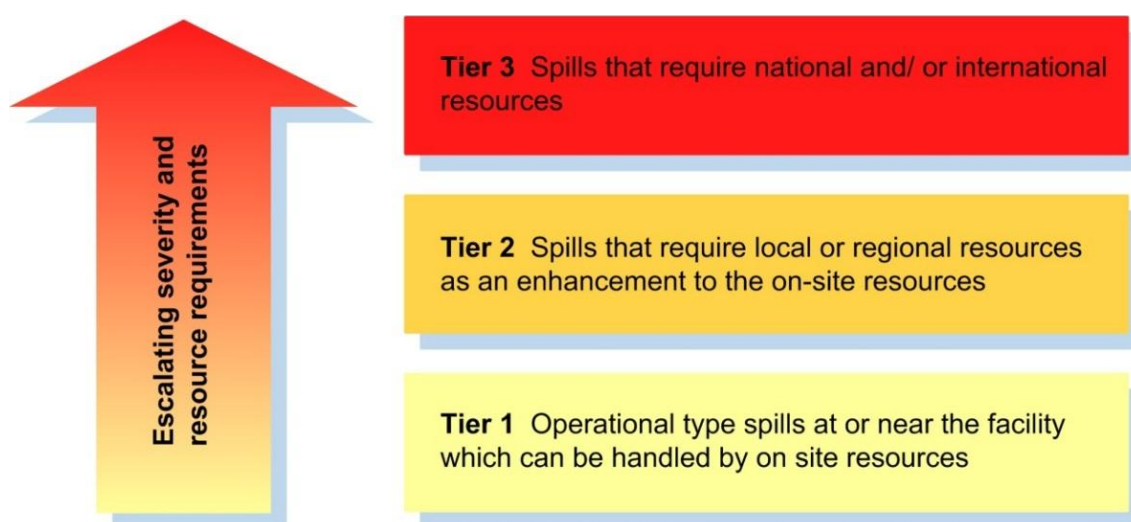 Escalating severity and
resource requirements
Tier 3 Spills that require national and/ or international
resources
Tier 2 Spills that require local or regional resources
as an enhancement to the on-site resources
Tier 1 Operational type spills at or near the facility
which can be handled by on site resources